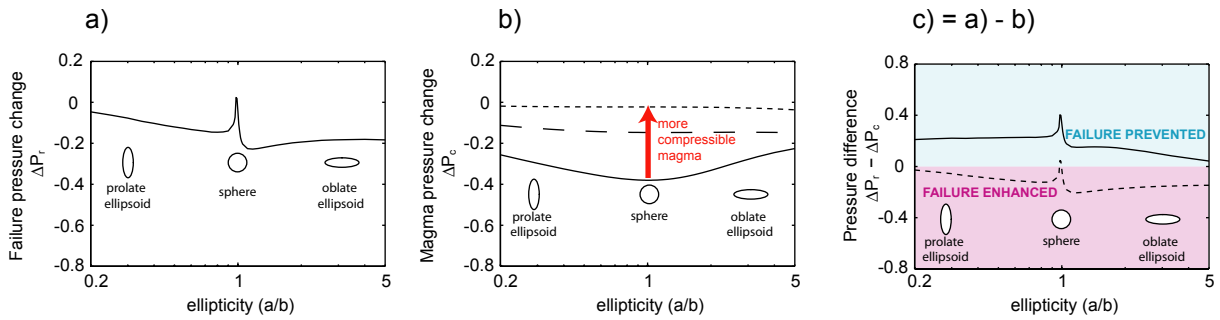 a)
Failure pressure change
ΔP_r
0.2
0
-0.2
-0.4
-0.6
-0.8
prolate
ellipsoid
sphere
oblate
ellipsoid
0.2
1
5
ellipticity (a/b)
b)
Magma pressure change
ΔP_c
0.2
0
-0.2
-0.4
-0.6
-0.8
more
compressible
magma
prolate
ellipsoid
sphere
oblate
ellipsoid
0.2
1
5
ellipticity (a/b)
c) = a) - b)
Pressure difference
ΔP_r − ΔP_c
0.8
0.4
0
-0.4
-0.8
FAILURE PREVENTED
FAILURE ENHANCED
prolate
ellipsoid
sphere
oblate
ellipsoid
0.2
1
5
ellipticity (a/b)